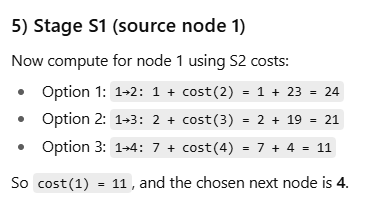 5) Stage S1 (source node 1)
Now compute for node 1 using S2 costs:
• Option 1: 1→2: 1 + cost(2) = 1 + 23 = 24
• Option 2: 1→3: 2 + cost(3) = 2 + 19 = 21
• Option 3: 1→4: 7 + cost(4) = 7 + 4 = 11
So cost(1) = 11, and the chosen next node is 4.